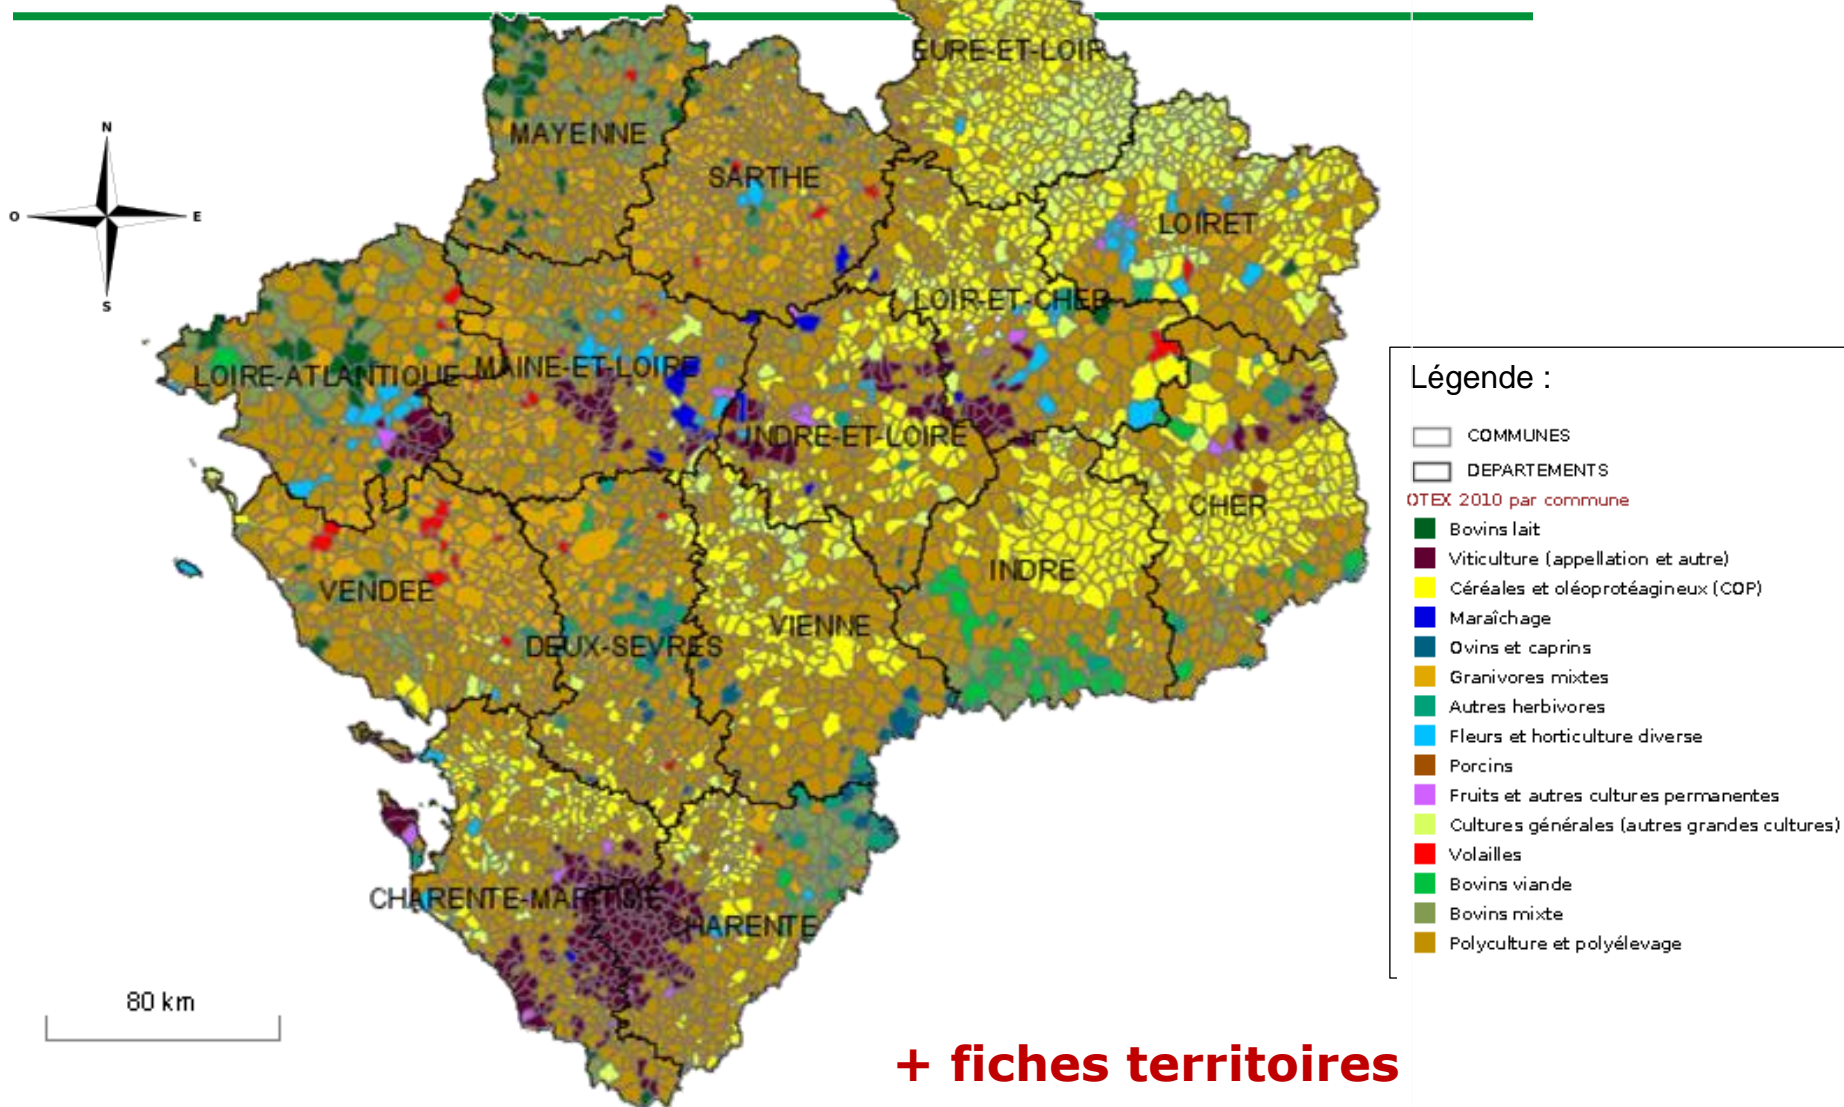 EURE-ET-LOIR
N
MAYENNE
SARTHE
O
E
LOIRET
S
LOIR-ET-CHER
LOIRE-ATLANTIQUE
MAINE-ET-LOIRE
INDRE-ET-LOIRE
CHER
INDRE
VENDEE
VIENNE
DEUX-SEVRES
CHARENTE-MARITIME
CHARENTE
80 km
Légende :
COMMUNES
DEPARTEMENTS
OTEX 2010 par commune
Bovins lait
Viticulture (appellation et autre)
Céréales et oléoprotéagineux (COP)
Maraîchage
Ovins et caprins
Granivores mixtes
Autres herbivores
Fleurs et horticulture diverse
Porcins
Fruits et autres cultures permanentes
Cultures générales (autres grandes cultures)
Volailles
Bovins viande
Bovins mixte
Polyculture et polyélevage
+ fiches territoires